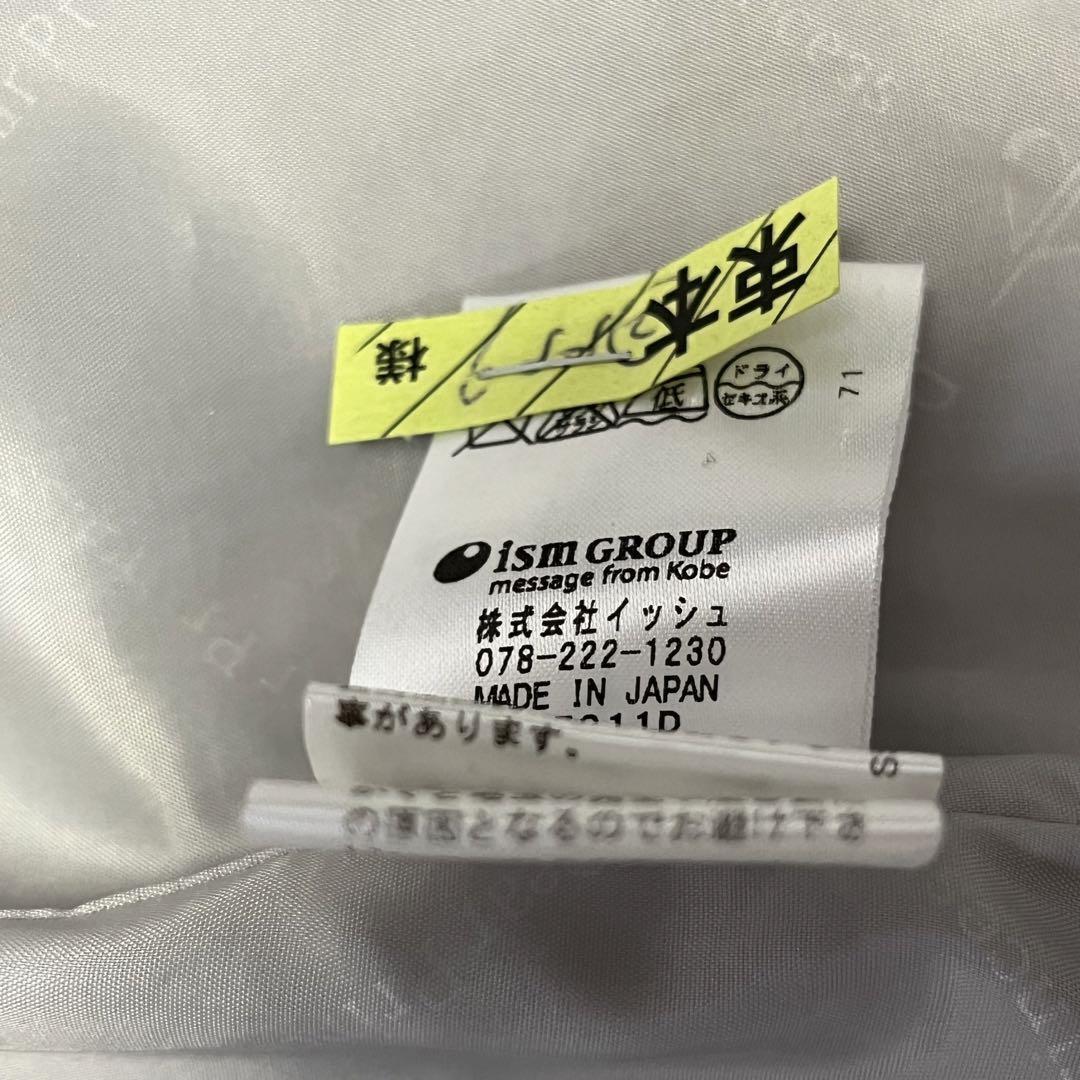 東本
様
ドライ
セキユ系
低
71
ism GROUP
message from Kobe
株式会社イッシュ
078-222-1230
MADE IN JAPAN
事があります。
S
の原因となるのでお避け下さ